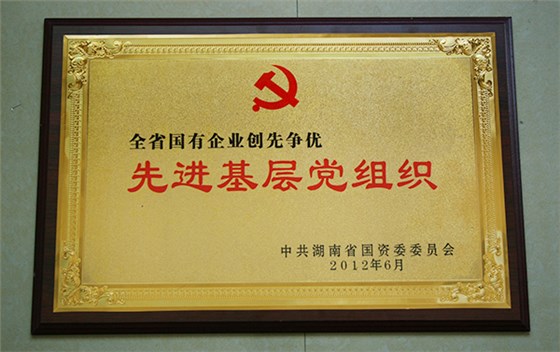 全省国有企业创先争优
先进基层党组织
中共湖南省国资委委员会
2012年6月